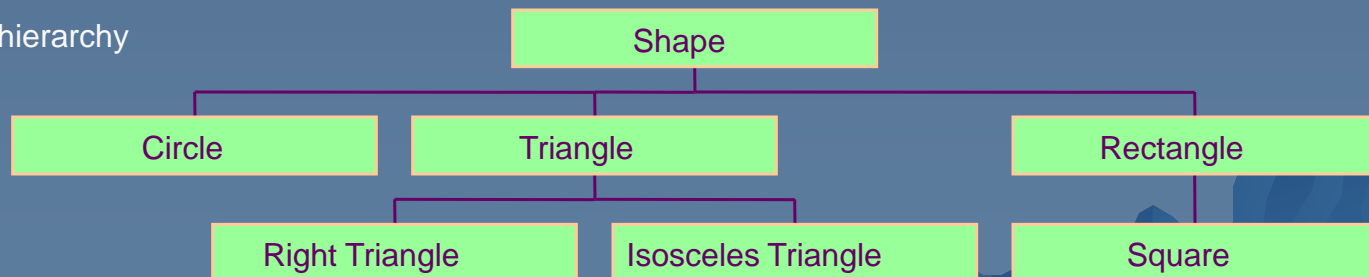 hierarchy
Shape
Circle
Triangle
Rectangle
Right Triangle
Isosceles Triangle
Square